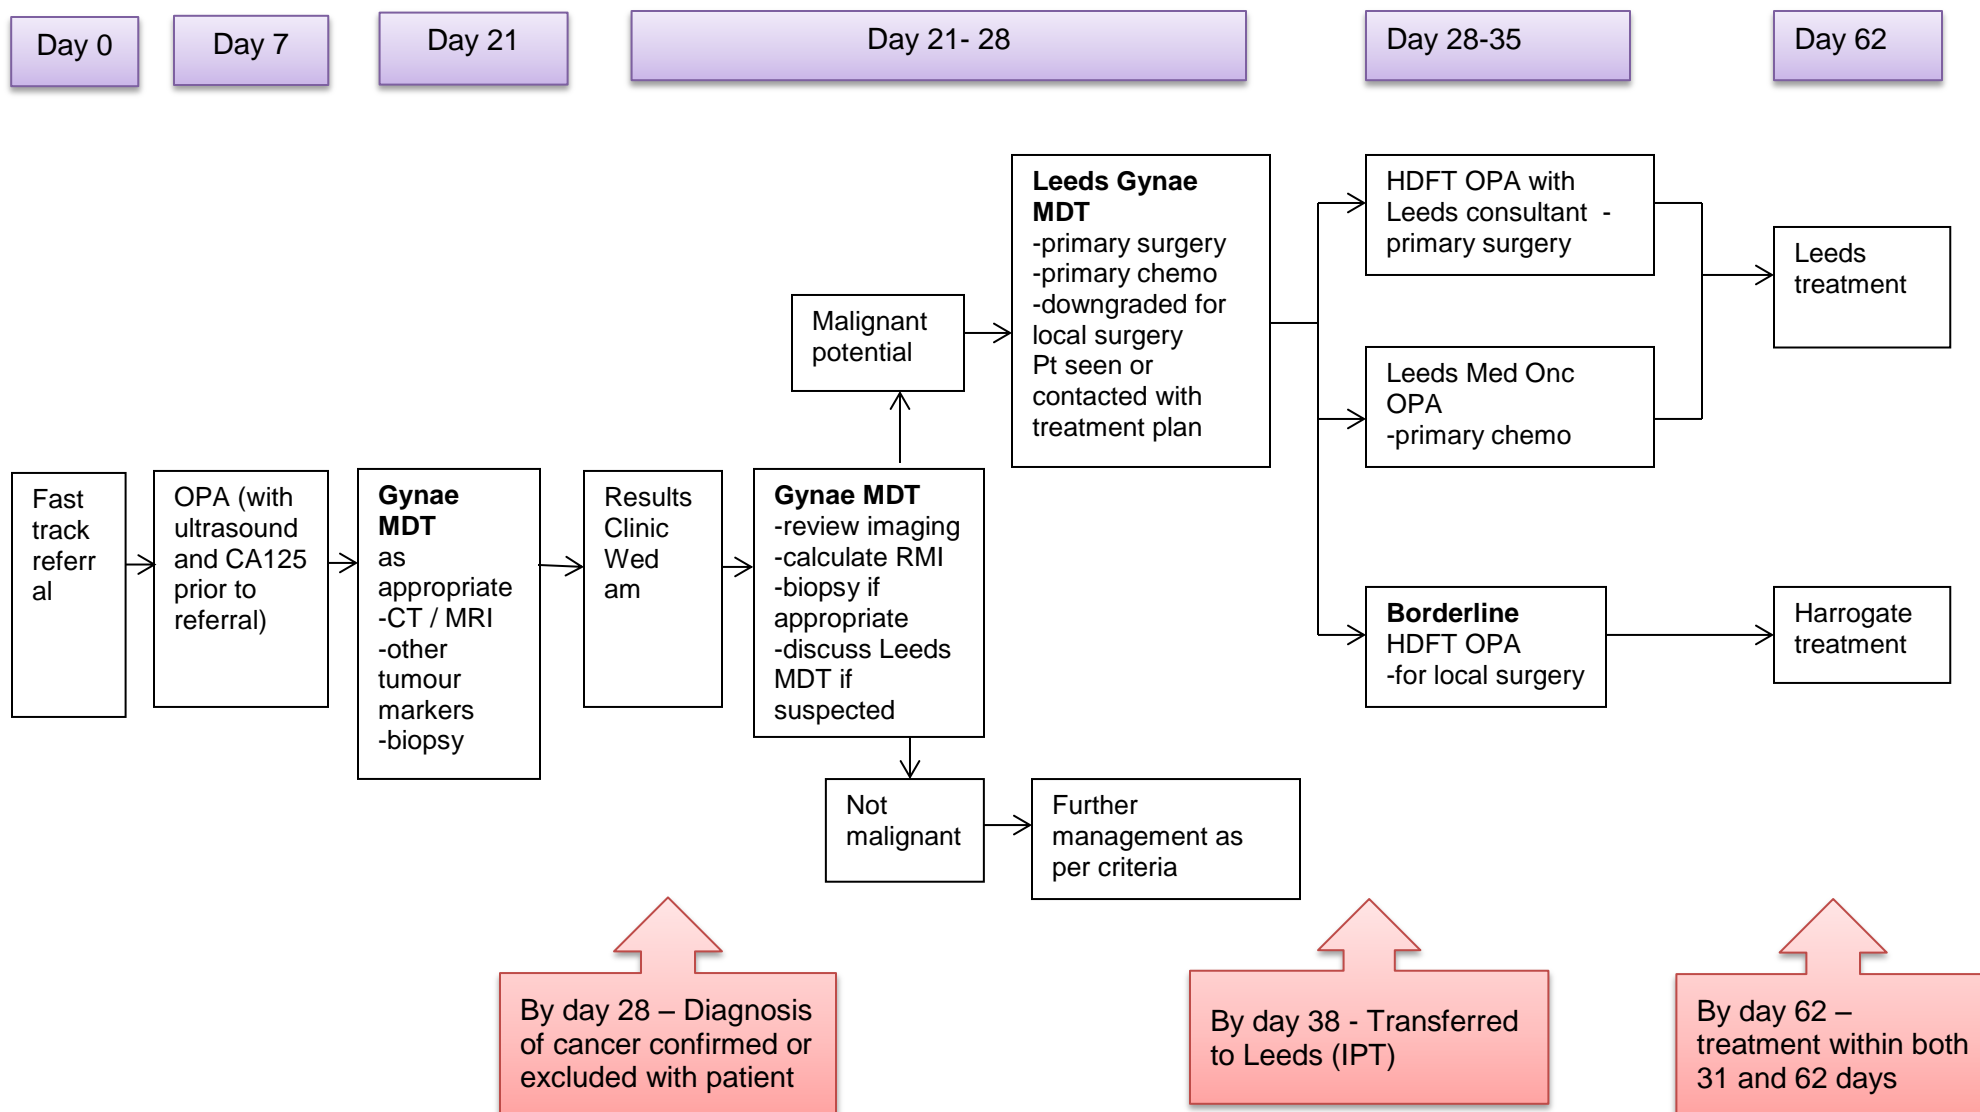 Day 0
Day 7
Day 21
Day 21- 28
Day 28-35
Day 62
Fast
track
referr
al
OPA (with
ultrasound
and CA125
prior to
referral)
Gynae
MDT
as
appropriate
-CT / MRI
-other
tumour
markers
-biopsy
Results
Clinic
Wed
am
Gynae MDT
-review imaging
-calculate RMI
-biopsy if
appropriate
-discuss Leeds
MDT if
suspected
Malignant
potential
Not
malignant
Further
management as
per criteria
Leeds Gynae
MDT
-primary surgery
-primary chemo
-downgraded for
local surgery
Pt seen or
contacted with
treatment plan
HDFT OPA with
Leeds consultant -
primary surgery
Leeds Med Onc
OPA
-primary chemo
Borderline
HDFT OPA
-for local surgery
Leeds
treatment
Harrogate
treatment
By day 28 – Diagnosis
of cancer confirmed or
excluded with patient
By day 38 - Transferred
to Leeds (IPT)
By day 62 –
treatment within both
31 and 62 days